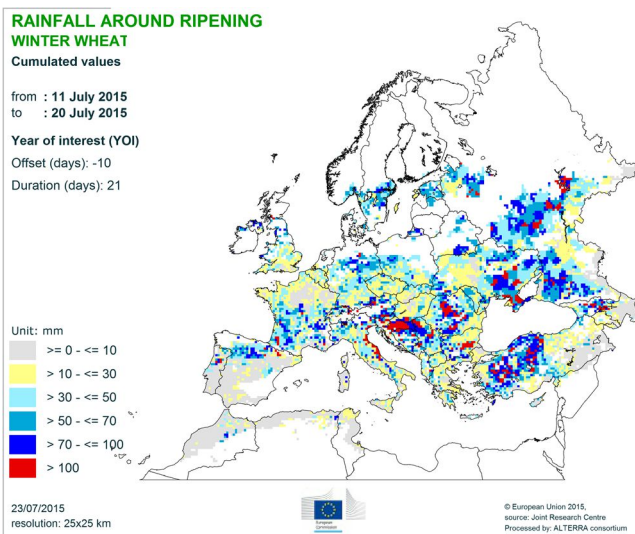 RAINFALL AROUND RIPENING
WINTER WHEAT
Cumulated values
from : 11 July 2015
to : 20 July 2015
Year of interest (YOI)
Offset (days): -10
Duration (days): 21
Unit: mm
>= 0 - <= 10
> 10 - <= 30
> 30 - <= 50
> 50 - <= 70
> 70 - <= 100
> 100
23/07/2015
resolution: 25x25 km
European
Commission
© European Union 2015,
source: Joint Research Centre
Processed by: ALTERRA consortium